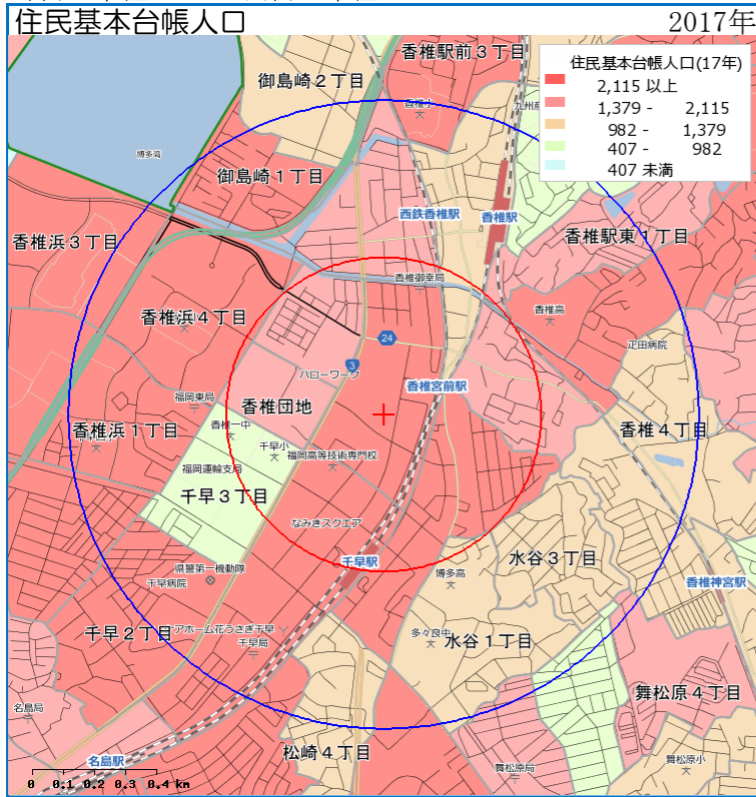 住民基本台帳人口
2017年
住民基本台帳人口(17年)
2,115 以上
1,379 - 2,115
982 - 1,379
407 - 982
407 未満
香椎駅前3丁目
御島崎2丁目
香椎小
九州産
博多湾
御島崎1丁目
西鉄香椎駅
香椎駅
香椎駅東1丁目
香椎浜3丁目
香椎御幸局
香椎高
香椎浜4丁目
24
疋田病院
3
ハローワーク
香椎宮前駅
福岡東局
香椎団地
香椎浜1丁目
香椎一中
香椎4丁目
千早小
福岡高等技術専門校
福岡運輸支局
千早3丁目
なみきスクエア
水谷3丁目
千早駅
県警第一機動隊
博多高
千早病院
香椎神宮駅
千早2丁目
アホーム花うさぎ千早
多々良中
水谷1丁目
千早局
舞松原4丁目
名島局
松崎4丁目
名島駅
舞松原局
舞松原小
0 0.1 0.2 0.3 0.4 km